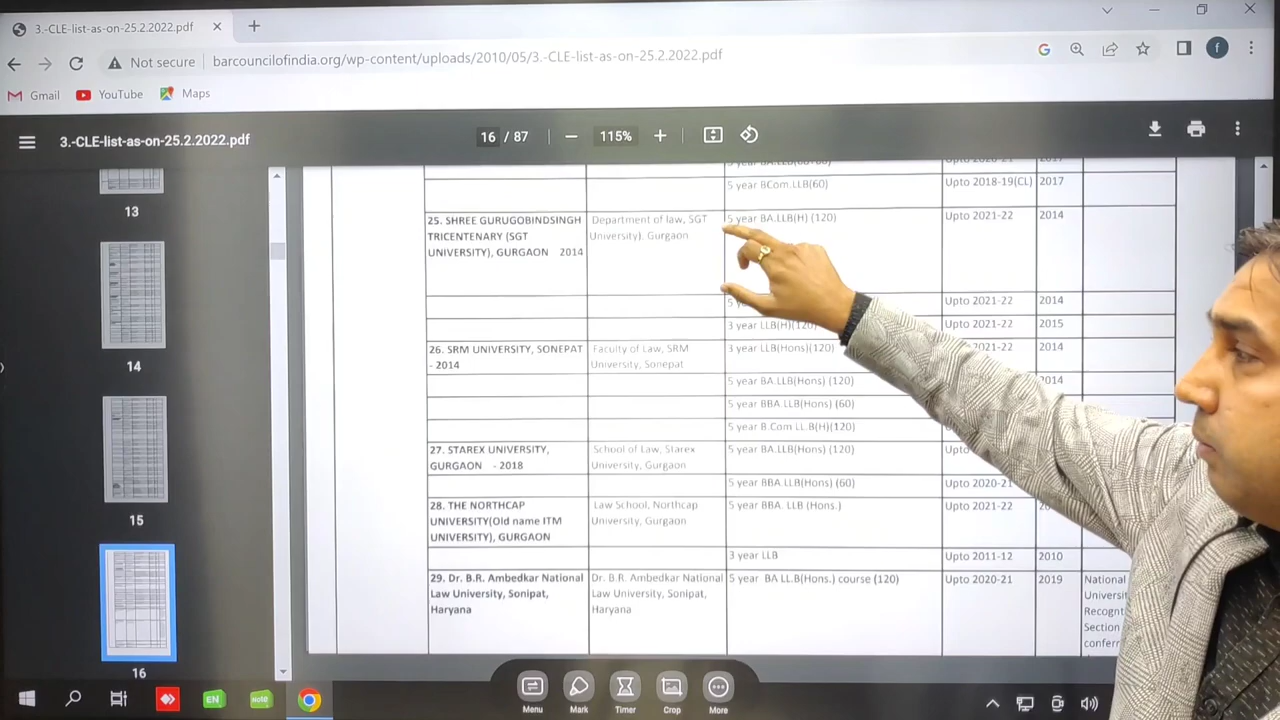 3.-CLE-list-as-on-25.2.2022.pdf
Not secure barcouncilofindia.org/wp-content/uploads/2010/05/3.-CLE-list-as-on-25.2.2022.pdf
f
Gmail YouTube Maps
3.-CLE-list-as-on-25.2.2022.pdf 16 / 87 115%
13
14
15
16
5 year BCom.LLB(60) Upto 2018-19(CL) 2017
25. SHREE GURUGOBINDSINGH Department of law, SGT 5 year BA.LLB(H) (120) Upto 2021-22 2014
TRICENTENARY (SGT University). Gurgaon
UNIVERSITY), GURGAON 2014
5 Upto 2021-22 2014
3 year LLB(H)(120) Upto 2021-22 2015
26. SRM UNIVERSITY, SONEPAT Faculty of Law, SRM 3 year LLB(Hons)(120) 2021-22 2014
- 2014 University, Sonepat
5 year BA.LLB(Hons) (120) 2014
5 year BBA.LLB(Hons) (60)
5 year B.Com LL.B(H)(120)
27. STAREX UNIVERSITY, School of Law, Starex 5 year BA.LLB(Hons) (120) Upto
GURGAON - 2018 University, Gurgaon
5 year BBA.LLB(Hons) (60) Upto 2020-21
28. THE NORTHCAP Law School, Northcap 5 year BBA. LLB (Hons.) Upto 2021-22
UNIVERSITY(Old name ITM University, Gurgaon
UNIVERSITY), GURGAON
3 year LLB Upto 2011-12 2010
29. Dr. B.R. Ambedkar National Dr. B.R. Ambedkar National 5 year BA LL.B(Hons.) course (120) Upto 2020-21 2019 National
Law University, Sonipat, Law University, Sonipat,
Haryana Haryana
Section
EN Note
Menu Mark Timer Crop More